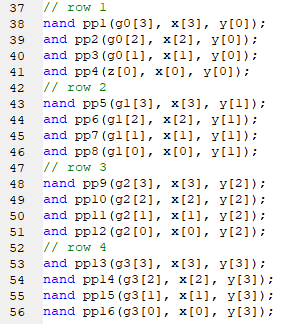 37 // row 1
38 nand pp1(g0[3], x[3], y[0]);
39 and pp2(g0[2], x[2], y[0]);
40 and pp3(g0[1], x[1], y[0]);
41 and pp4(z[0], x[0], y[0]);
42 // row 2
43 nand pp5(g1[3], x[3], y[1]);
44 and pp6(g1[2], x[2], y[1]);
45 and pp7(g1[1], x[1], y[1]);
46 and pp8(g1[0], x[0], y[1]);
47 // row 3
48 nand pp9(g2[3], x[3], y[2]);
49 and pp10(g2[2], x[2], y[2]);
50 and pp11(g2[1], x[1], y[2]);
51 and pp12(g2[0], x[0], y[2]);
52 // row 4
53 and pp13(g3[3], x[3], y[3]);
54 nand pp14(g3[2], x[2], y[3]);
55 nand pp15(g3[1], x[1], y[3]);
56 nand pp16(g3[0], x[0], y[3]);